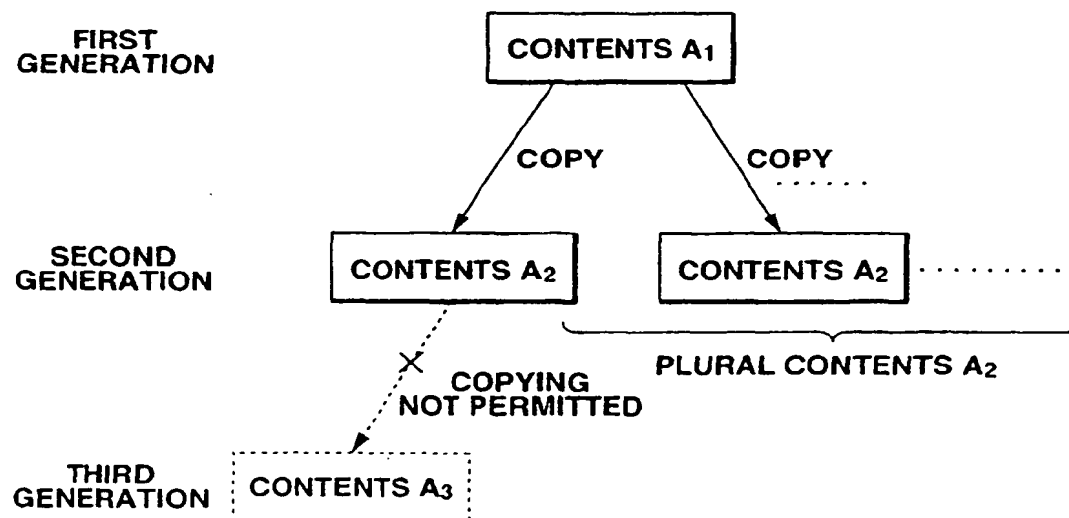 FIRST
GENERATION
CONTENTS A1
COPY
COPY
SECOND
GENERATION
CONTENTS A2
CONTENTS A2
PLURAL CONTENTS A2
COPYING
NOT PERMITTED
THIRD
GENERATION
CONTENTS A3